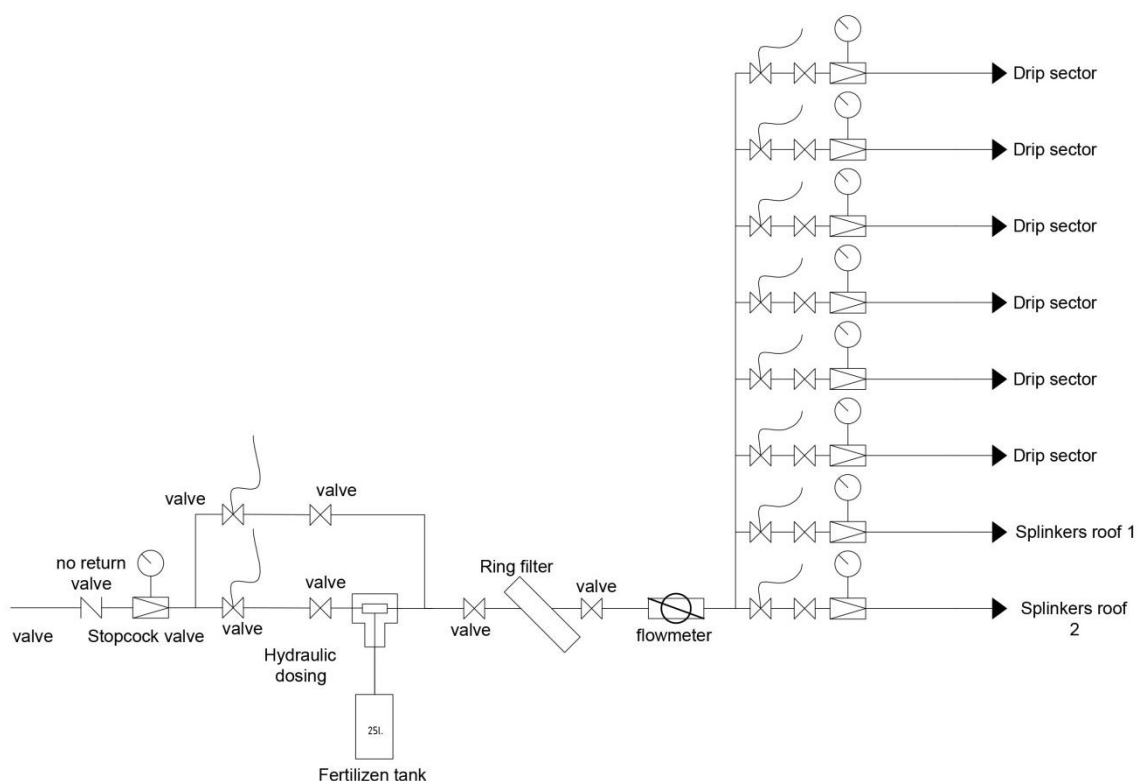 Drip sector
Drip sector
Drip sector
Drip sector
Drip sector
Drip sector
Splinkers roof 1
Splinkers roof
2
valve
valve
no return
valve
valve
Stopcock valve
valve
valve
Hydraulic
dosing
25l.
Fertilizen tank
valve
Ring filter
valve
flowmeter